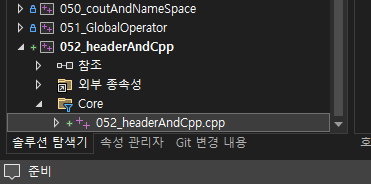 050_coutAndNameSpace
051_GlobalOperator
052_headerAndCpp
참조
외부 종속성
Core
052_headerAndCpp.cpp
솔루션 탐색기 속성 관리자 Git 변경 내용
준비